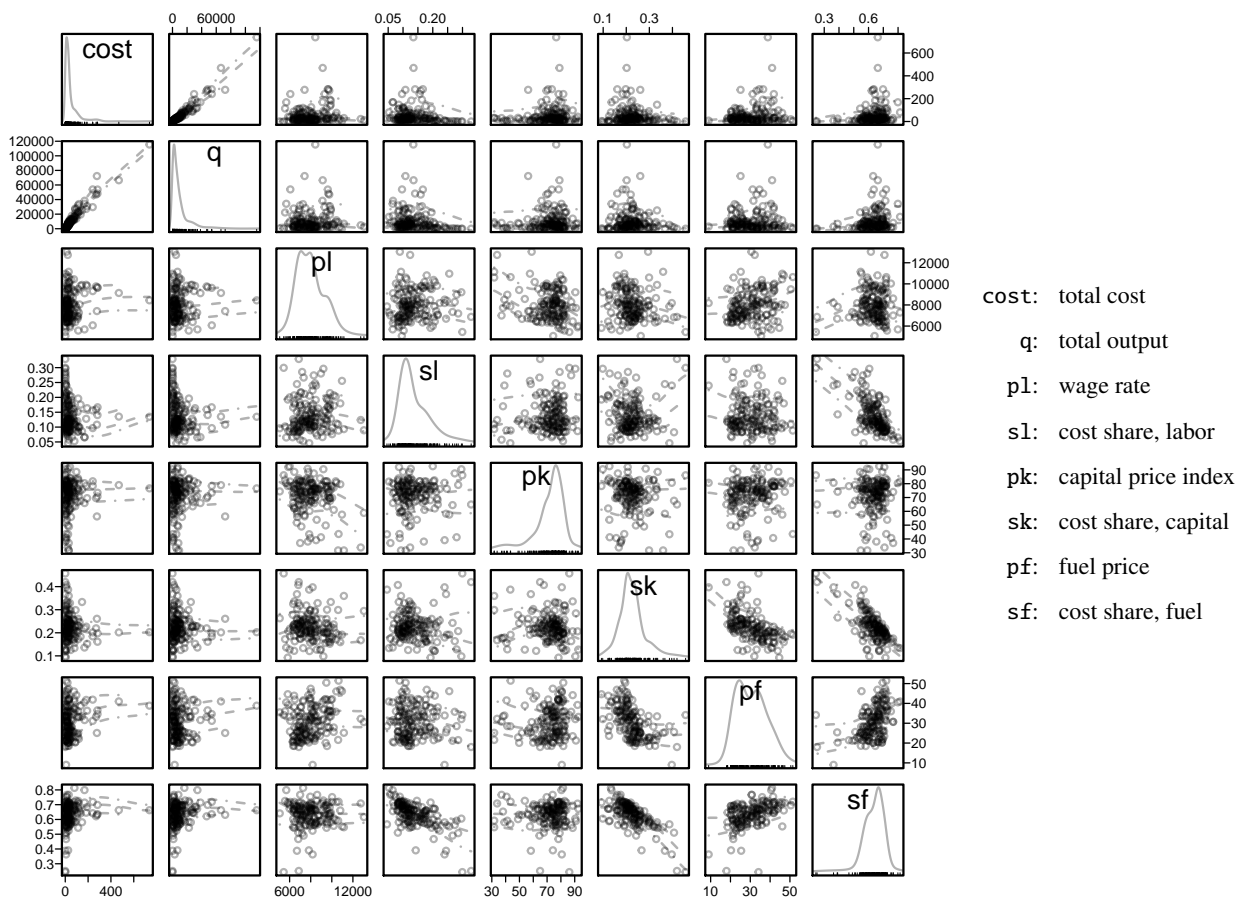 0 60000 0.05 0.20 0.1 0.3 0.3 0.6
cost
0 200 400 600
q
0 20000 40000 60000 80000 100000 120000
pl
6000 8000 10000 12000
sl
0.05 0.10 0.15 0.20 0.25 0.30
pk
30 40 50 60 70 80 90
sk
0.1 0.2 0.3 0.4
pf
10 20 30 40 50
sf
0.3 0.4 0.5 0.6 0.7 0.8
0 400 6000 12000 30 50 70 90 10 30 50
cost: total cost
q: total output
pl: wage rate
sl: cost share, labor
pk: capital price index
sk: cost share, capital
pf: fuel price
sf: cost share, fuel